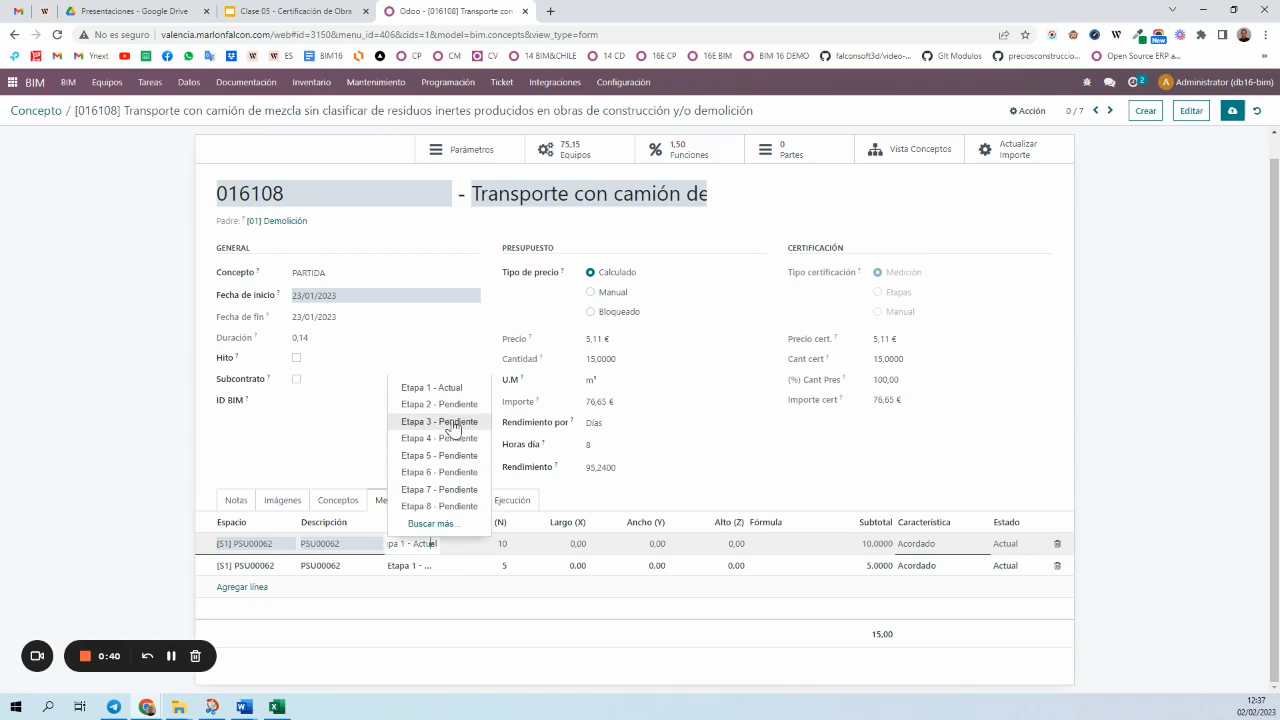 Presentaciones - Google Drive
Clase 05 - Certificación de Obras
Odoo - [016108] Transporte con
No es seguro
valencia.marlonfalcon.com/web#id=3150&menu_id=406&cids=1&model=bim.concepts&view_type=form
Ynext ES BIM16 CP CV 14 BIM&CHILE 14 CD 16E CP 16E BIM BIM 16 DEMO falconsoft3d/video-... GIt Modulos preciosconstrucció... Open Source ERP a...
New
BIM BIM Equipos Tareas Datos Documentación Inventario Mantenimiento Programación Ticket Integraciones Configuración 2 A Administrator (db16-bim)
Concepto / [016108] Transporte con camión de mezcla sin clasificar de residuos inertes producidos en obras de construcción y/o demolición
Acción 0 / 7 Crear Editar
Parámetros
75,15 Equipos
1,50 Funciones
0 Partes
Vista Conceptos
Actualizar Importe
016108 - Transporte con camión de
Padre: ? [01] Demolición
GENERAL
Concepto ? PARTIDA
Fecha de inicio ? 23/01/2023
Fecha de fin ? 23/01/2023
Duración ? 0,14
Hito ?
Subcontrato ?
ID BIM ?
PRESUPUESTO
Tipo de precio ? Calculado
Manual
Bloqueado
Precio ? 5,11 €
Cantidad ? 15,0000
U.M m³
Importe ? 76,65 €
Rendimiento por ? Días
Horas día ? 8
Rendimiento ? 95,2400
CERTIFICACIÓN
Tipo certificación ? Medición
Etapas
Manual
Precio cert. ? 5,11 €
Cant cert ? 15,0000
(%) Cant Pres ? 100,00
Importe cert ? 76,65 €
Etapa 1 - Actual
Etapa 2 - Pendiente
Etapa 3 - Pendiente
Etapa 4 - Pendiente
Etapa 5 - Pendiente
Etapa 6 - Pendiente
Etapa 7 - Pendiente
Etapa 8 - Pendiente
Buscar más...
Notas Imágenes Conceptos Me Ejecución
Espacio Descripción (N) Largo (X) Ancho (Y) Alto (Z) Fórmula Subtotal Característica Estado
[S1] PSU00062 PSU00062 pa 1 - Actual 10 0,00 0,00 0,00 10,0000 Acordado Actual
[S1] PSU00062 PSU00062 Etapa 1 - ... 5 0,00 0,00 0,00 5,0000 Acordado Actual
Agregar línea
15,00
0:40
12:37
02/02/2023